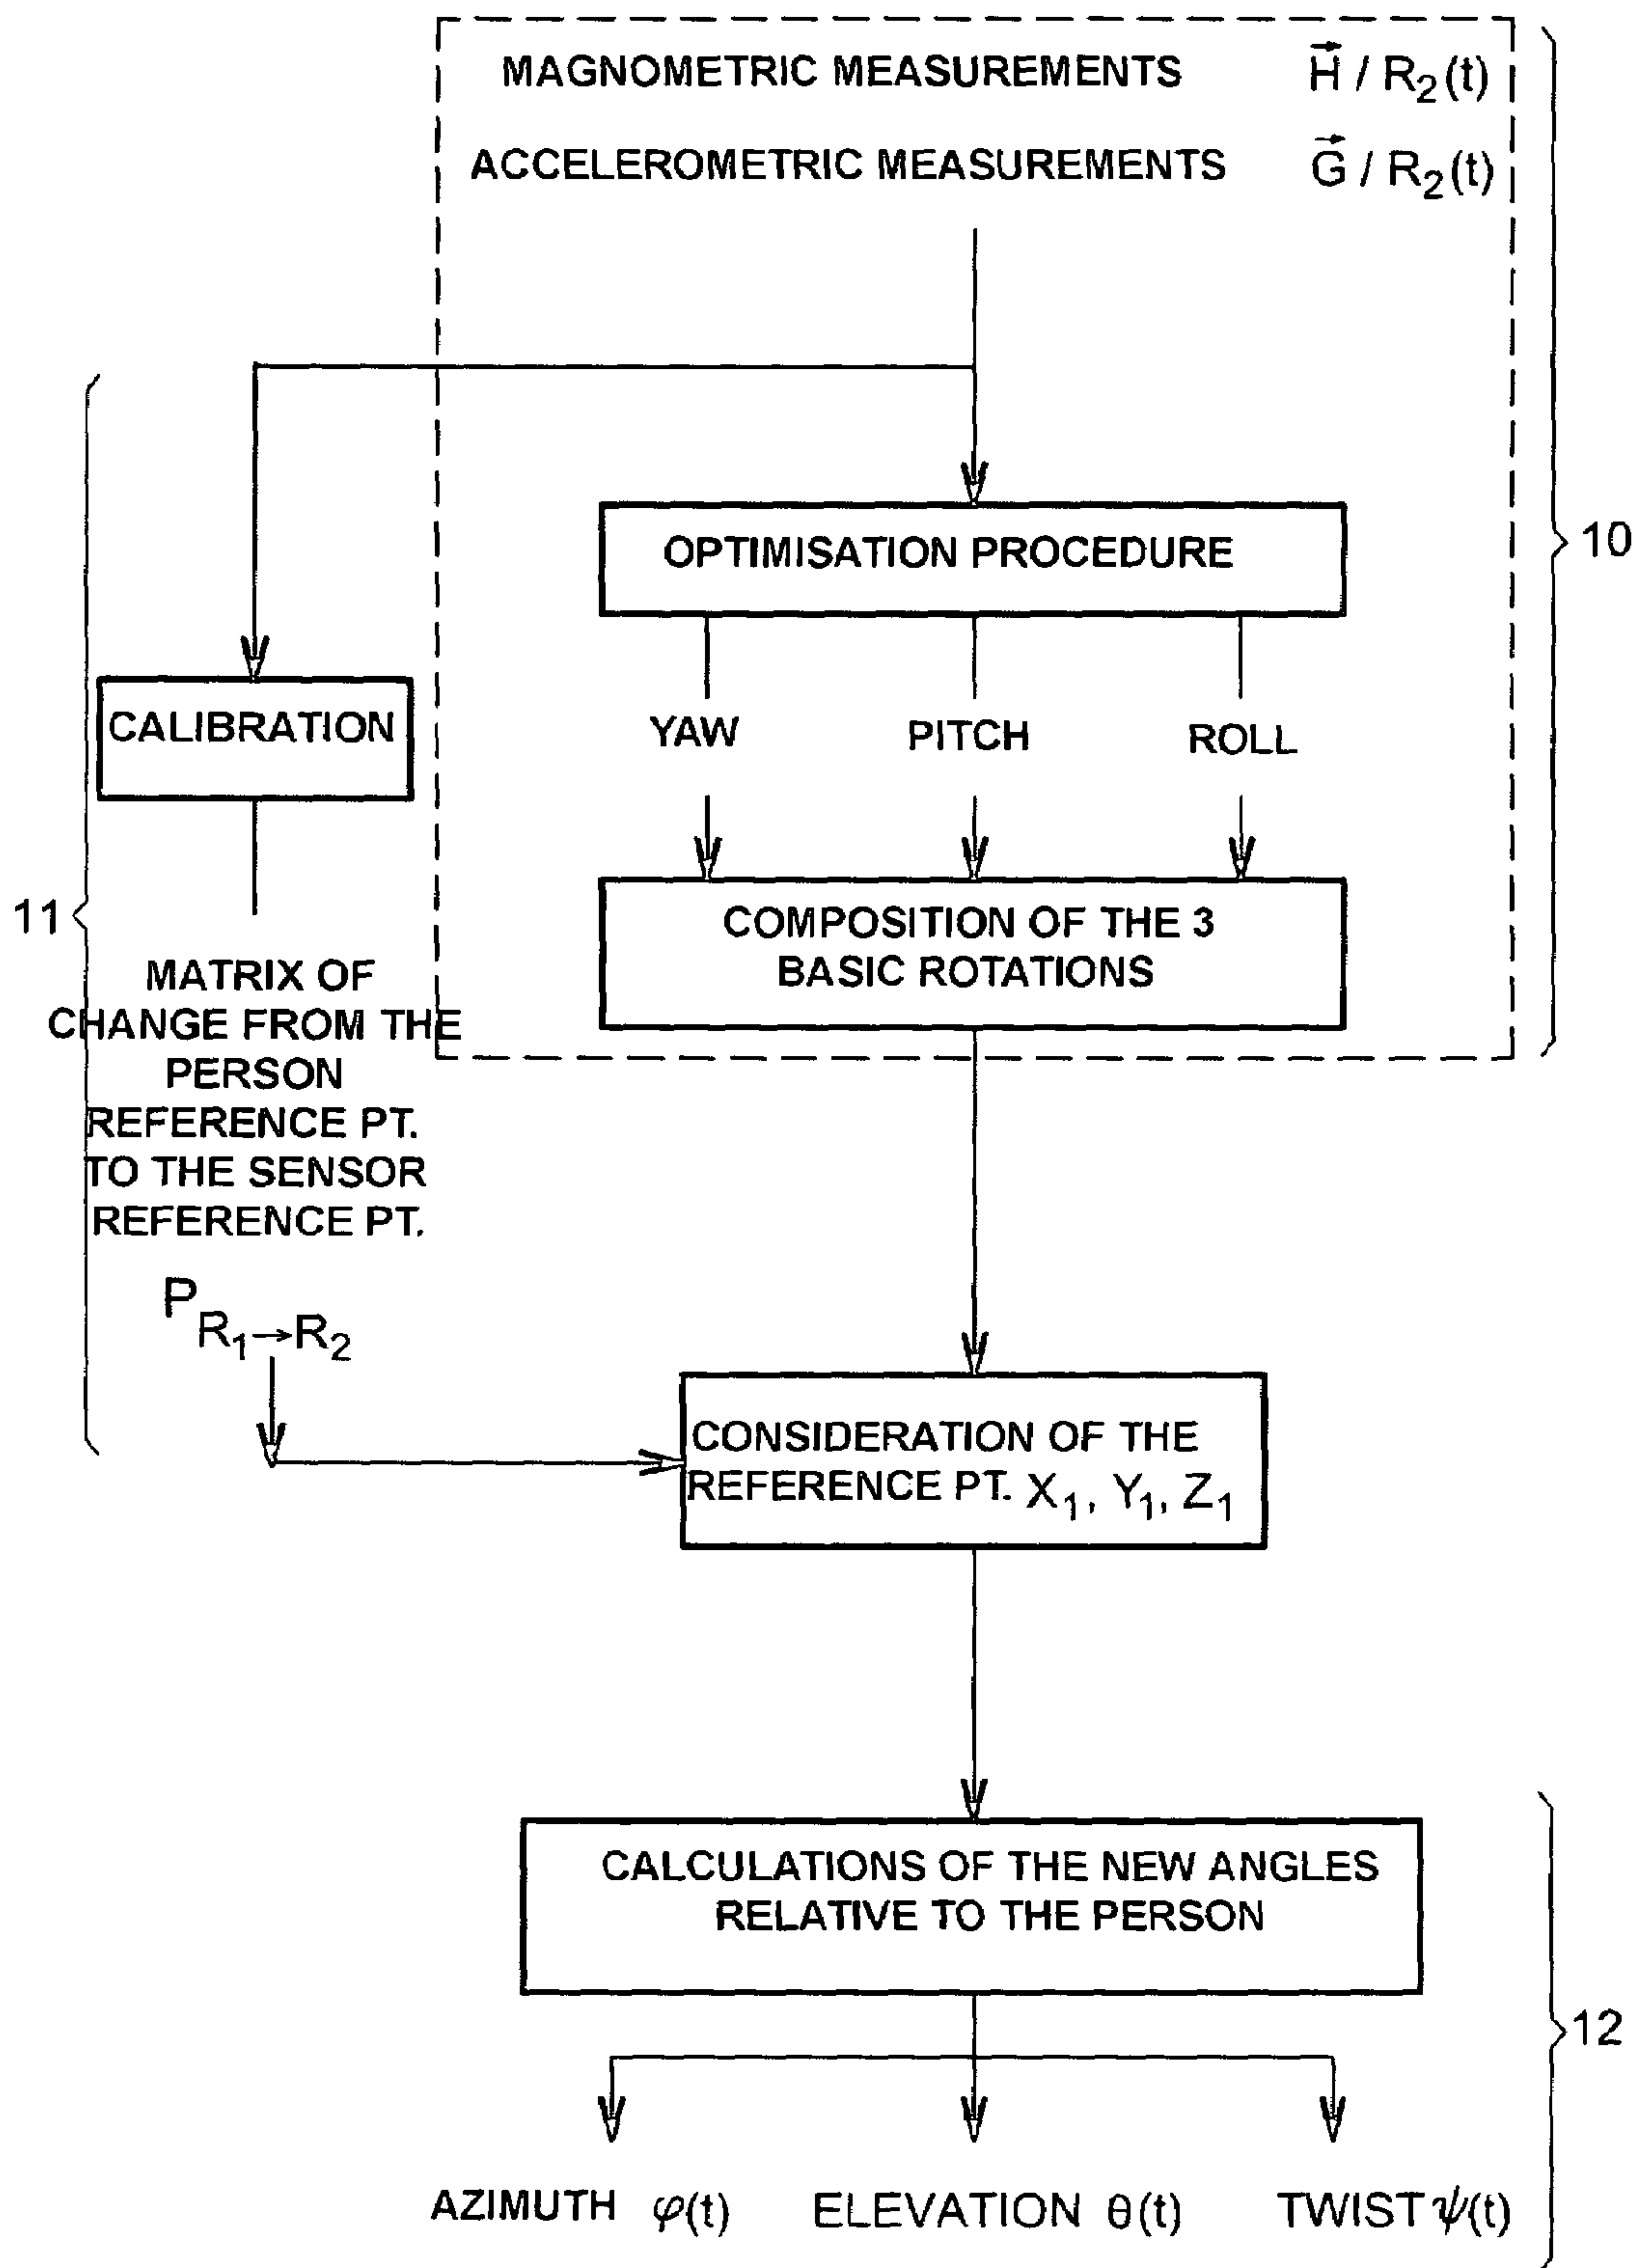 MAGNOMETRIC MEASUREMENTS H⃗ / R₂(t)
ACCELEROMETRIC MEASUREMENTS G⃗ / R₂(t)
OPTIMISATION PROCEDURE
10
CALIBRATION
YAW PITCH ROLL
11
COMPOSITION OF THE 3
BASIC ROTATIONS
MATRIX OF
CHANGE FROM THE
PERSON
REFERENCE PT.
TO THE SENSOR
REFERENCE PT.
P R₁→R₂
CONSIDERATION OF THE
REFERENCE PT. X₁, Y₁, Z₁
CALCULATIONS OF THE NEW ANGLES
RELATIVE TO THE PERSON
12
AZIMUTH φ(t) ELEVATION θ(t) TWIST ψ(t)